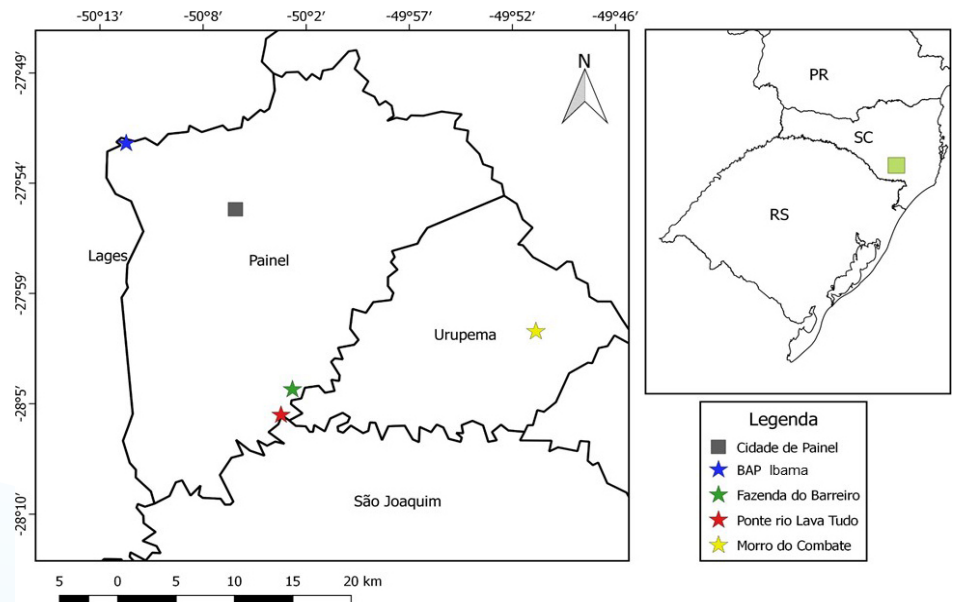 -50°13' -50°8' -50°2' -49°57' -49°52' -49°46'
-27°49'
-27°54'
-27°59'
-28°5'
-28°10'
N
Lages
Painel
Urupema
São Joaquim
5 0 5 10 15 20 km
PR
SC
RS
Legenda
Cidade de Painel
BAP Ibama
Fazenda do Barreiro
Ponte rio Lava Tudo
Morro do Combate